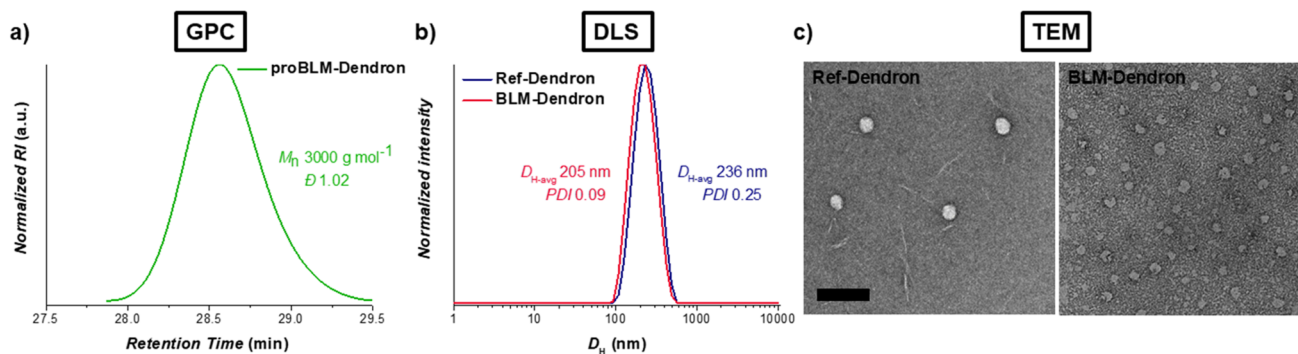 a)
GPC
proBLM-Dendron
Mn 3000 g mol-1
Đ 1.02
Normalized RI (a.u.)
27.5 28.0 28.5 29.0 29.5
Retention Time (min)
b)
DLS
Ref-Dendron
BLM-Dendron
DH-avg 205 nm
PDI 0.09
DH-avg 236 nm
PDI 0.25
Normalized intensity
1 10 100 1000 10000
DH (nm)
c)
TEM
Ref-Dendron
BLM-Dendron